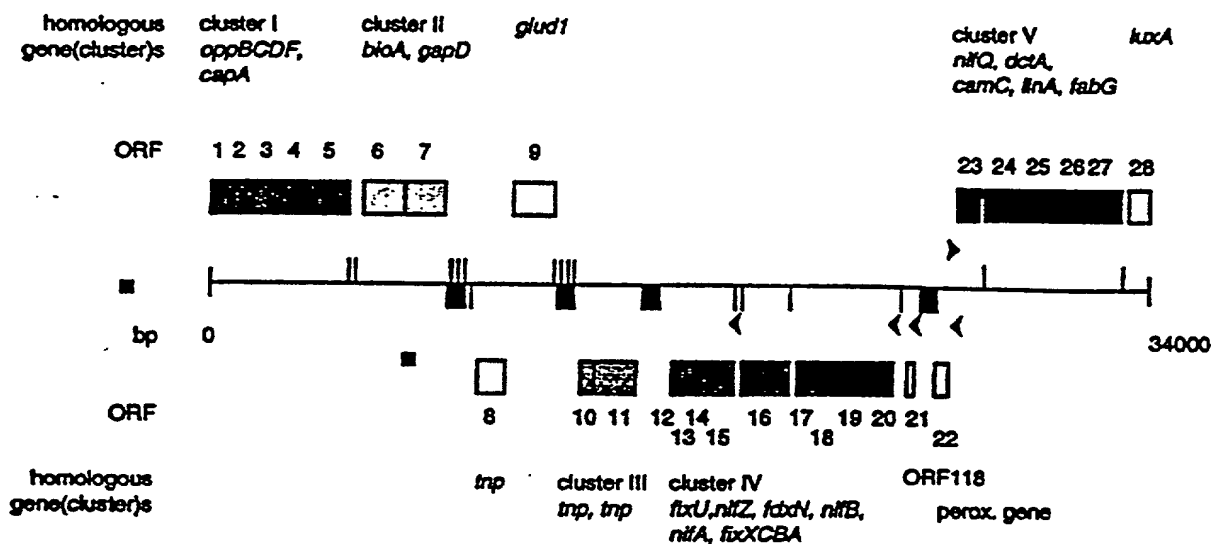 homologous gene(cluster)s
cluster I
oppBCDF,
capA
cluster II
bioA, gapD
glud1
cluster V
nifQ, dctA,
camC, linA, fabG
luxA
ORF 1 2 3 4 5 6 7 9 23 24 25 26 27 28
bp 0 34000
ORF 8 10 11 12 14 16 17 19 20 21
13 15 18 22
homologous gene(cluster)s
tnp
cluster III
tnp, tnp
cluster IV
fixU,nifZ, fdxN, nifB,
nifA, fixXCBA
ORF118
perox. gene